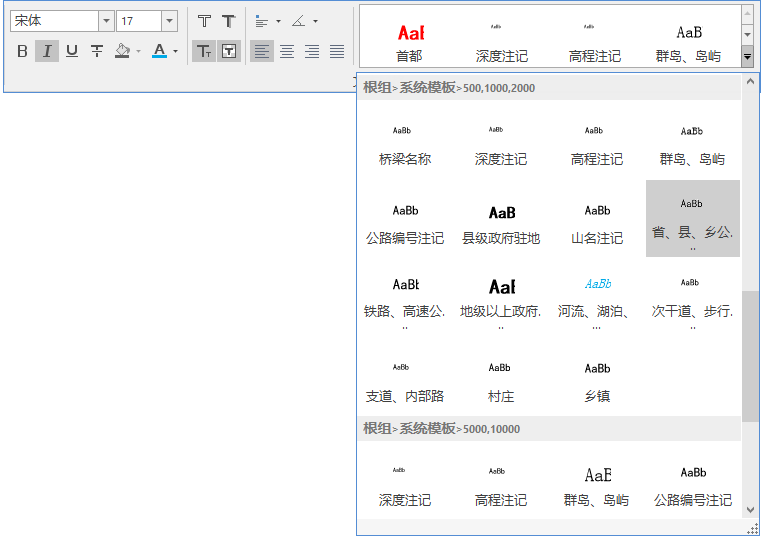 宋体 17
B I U
AaB AaBb AaBb AaB
首都 深度注记 高程注记 群岛、岛屿
根组>系统模板>500,1000,2000
AaBb AaBb AaBb AaBb
桥梁名称 深度注记 高程注记 群岛、岛屿
AaBb AaB AaBb AaBb
公路编号注记 县级政府驻地 山名注记 省、县、乡公...
AaBb AaB AaBb AaBb
铁路、高速公... 地级以上政府... 河流、湖泊、... 次干道、步行...
AaBb AaBb AaBb
支道、内部路 村庄 乡镇
根组>系统模板>5000,10000
AaBb AaBb AaB AaBb
深度注记 高程注记 群岛、岛屿 公路编号注记